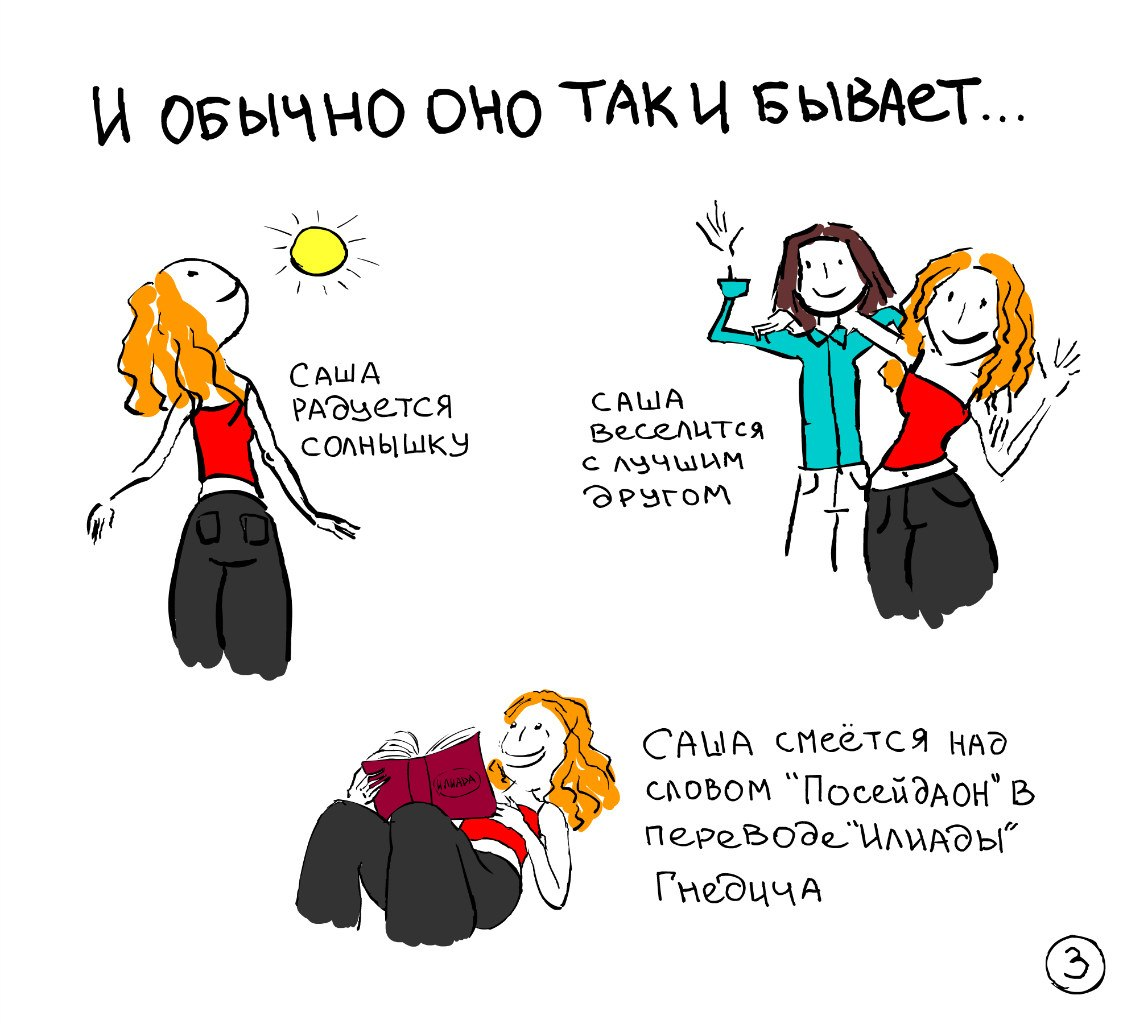 И ОБЫЧНО ОНО ТАК И БЫВАЕТ...
САША
РАДУЕТСЯ
СОЛНЫШКУ
САША
ВЕСЕЛИТСЯ
С ЛУЧШИМ
ДРУГОМ
ИЛИАДА
САША СМЕЁТСЯ НАД
СЛОВОМ "ПОСЕЙДАОН" В
ПЕРЕВОДЕ "ИЛИАДЫ"
ГНЕДИЧА
3